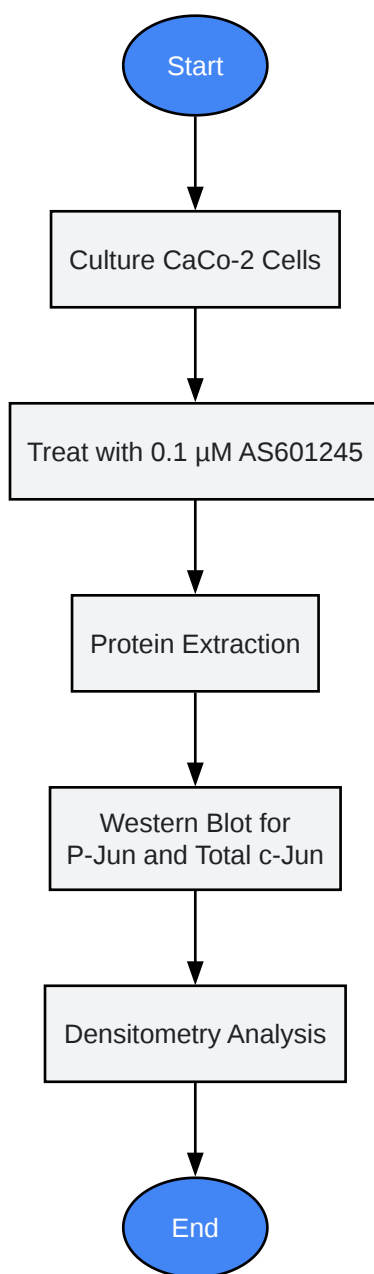 Start
Culture CaCo-2 Cells
Treat with 0.1 µM AS601245
Protein Extraction
Western Blot for
P-Jun and Total c-Jun
Densitometry Analysis
End